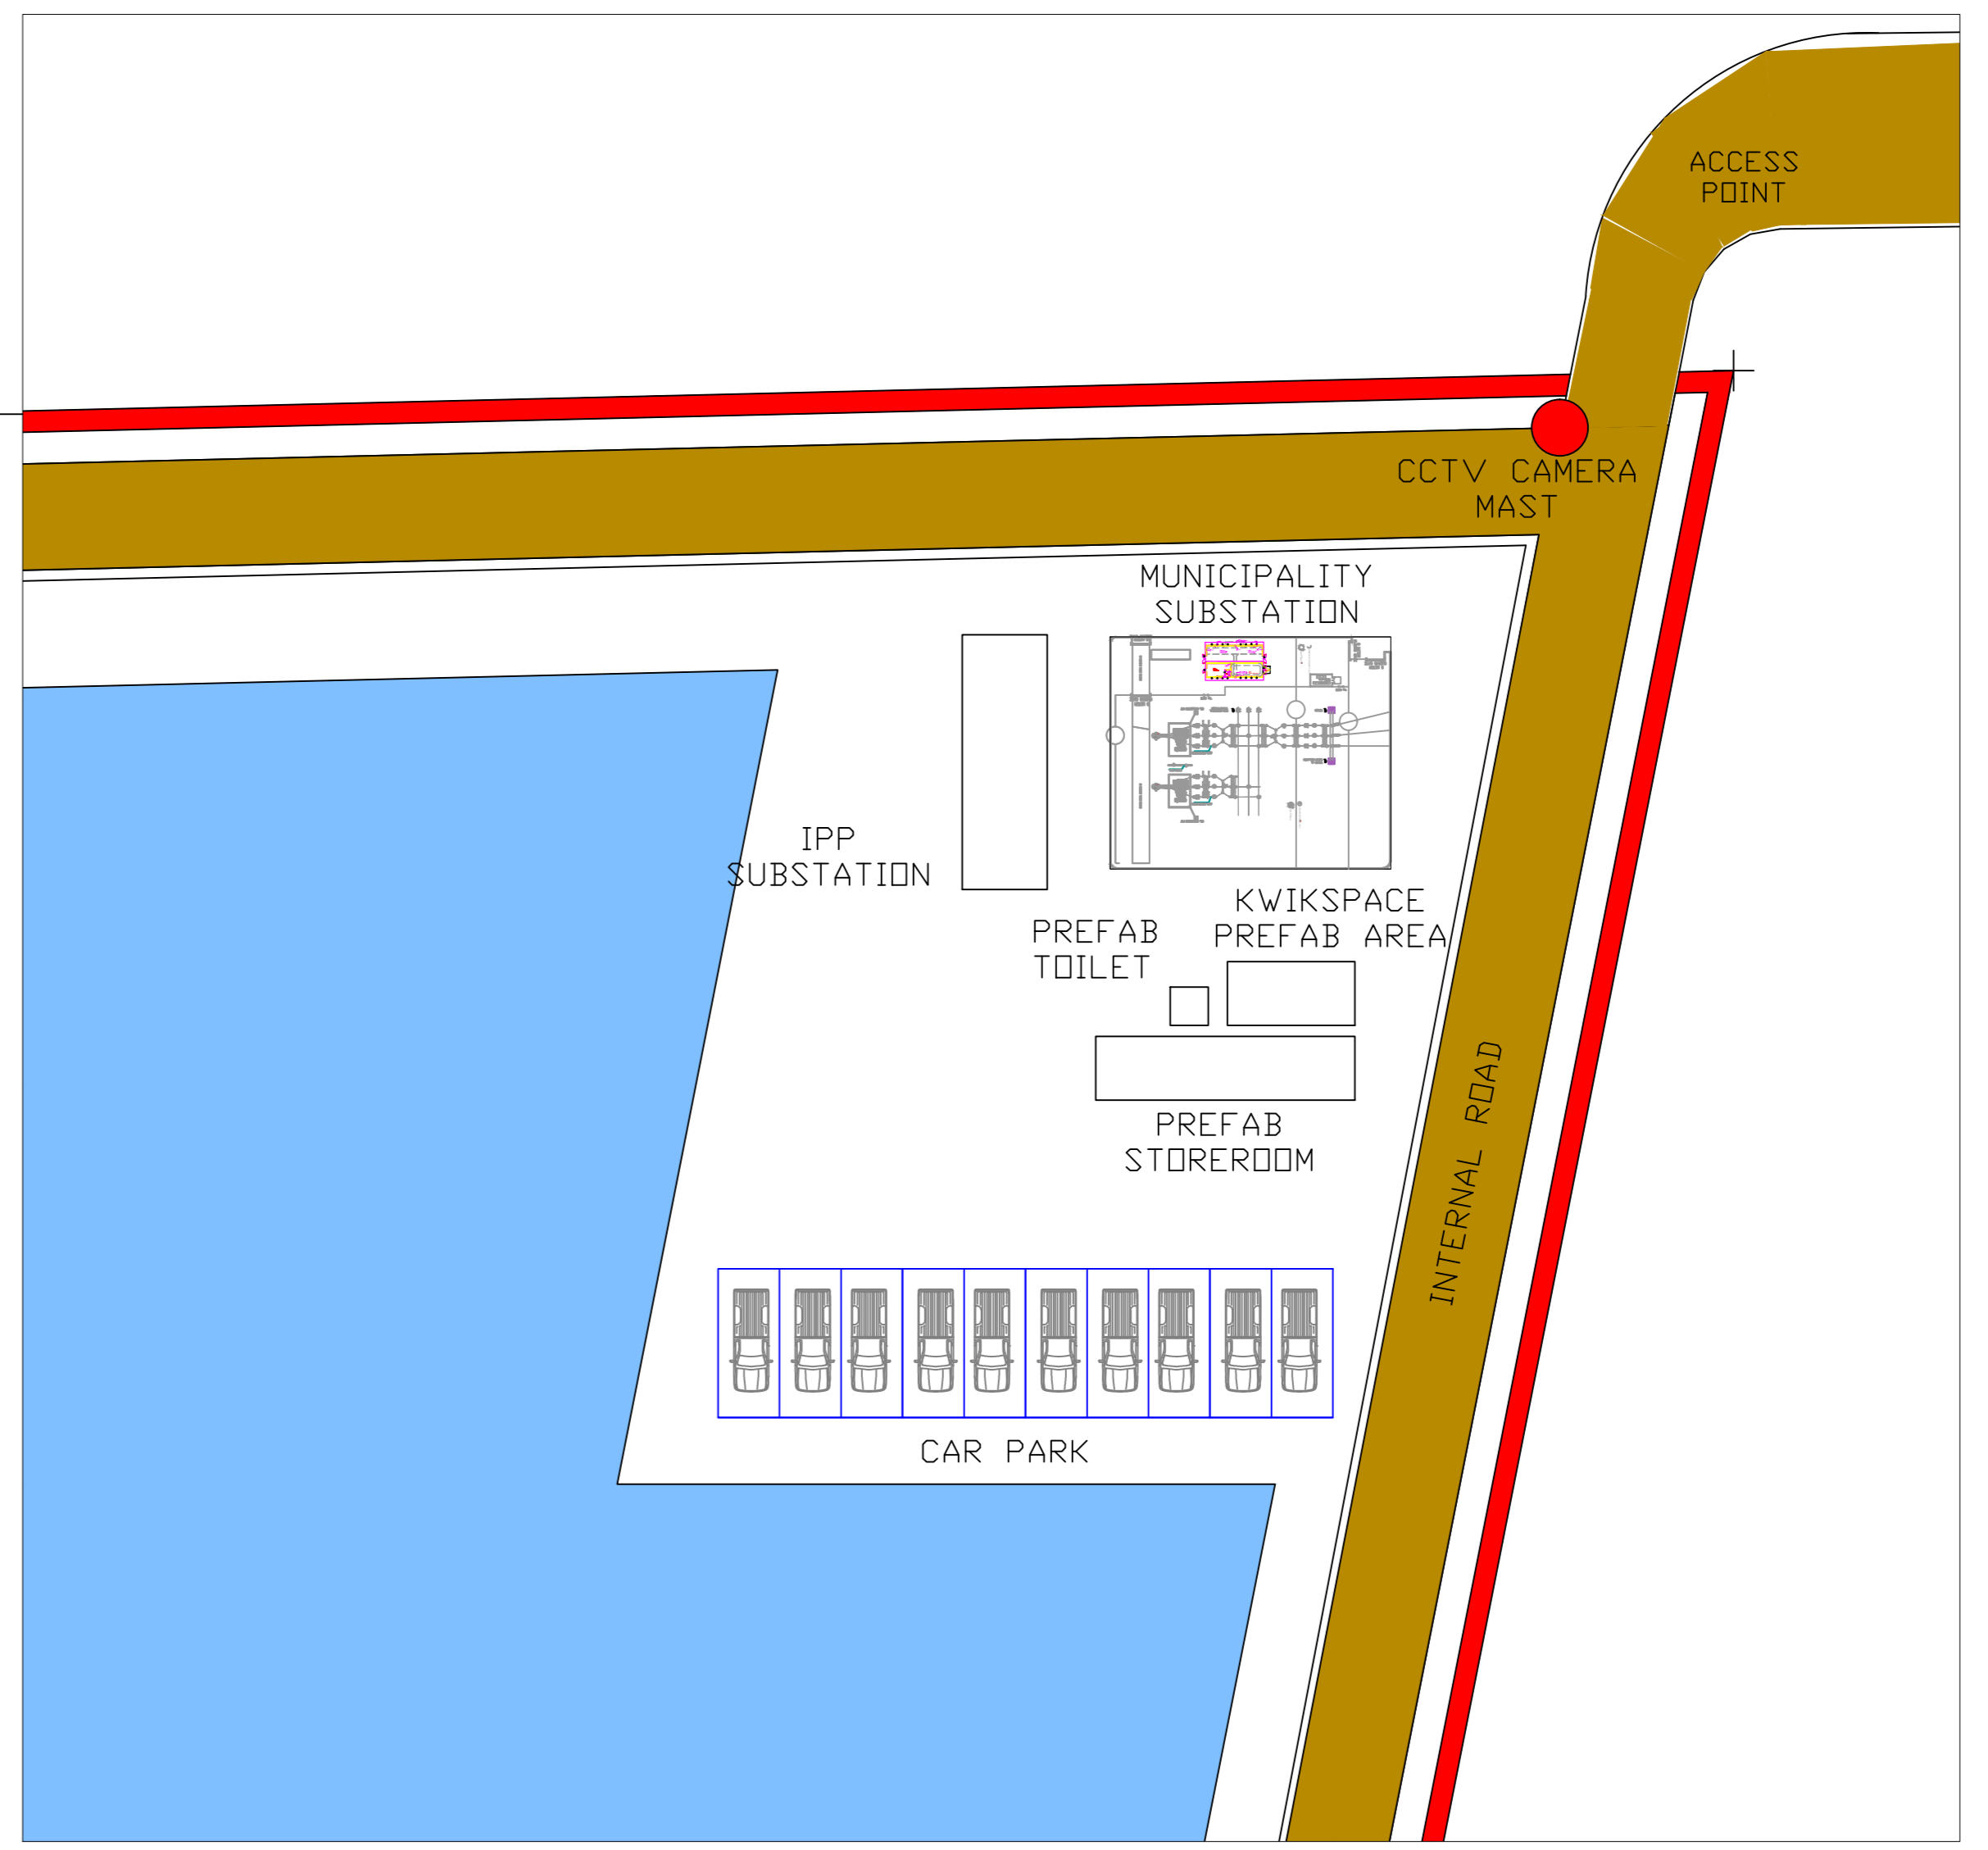 ACCESS
POINT
CCTV CAMERA
MAST
MUNICIPALITY
SUBSTATION
IPP
SUBSTATION
KWIKSPACE
PREFAB AREA
PREFAB
TOILET
PREFAB
STOREROOM
INTERNAL ROAD
CAR PARK